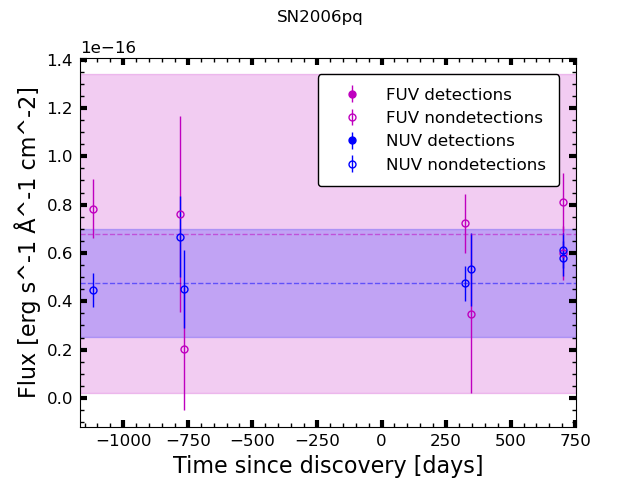 SN2006pq
1e−16
1.4
1.2
1.0
0.8
0.6
0.4
0.2
0.0
Flux [erg s^-1 Å^-1 cm^-2]
FUV detections
FUV nondetections
NUV detections
NUV nondetections
−1000 −750 −500 −250 0 250 500 750
Time since discovery [days]